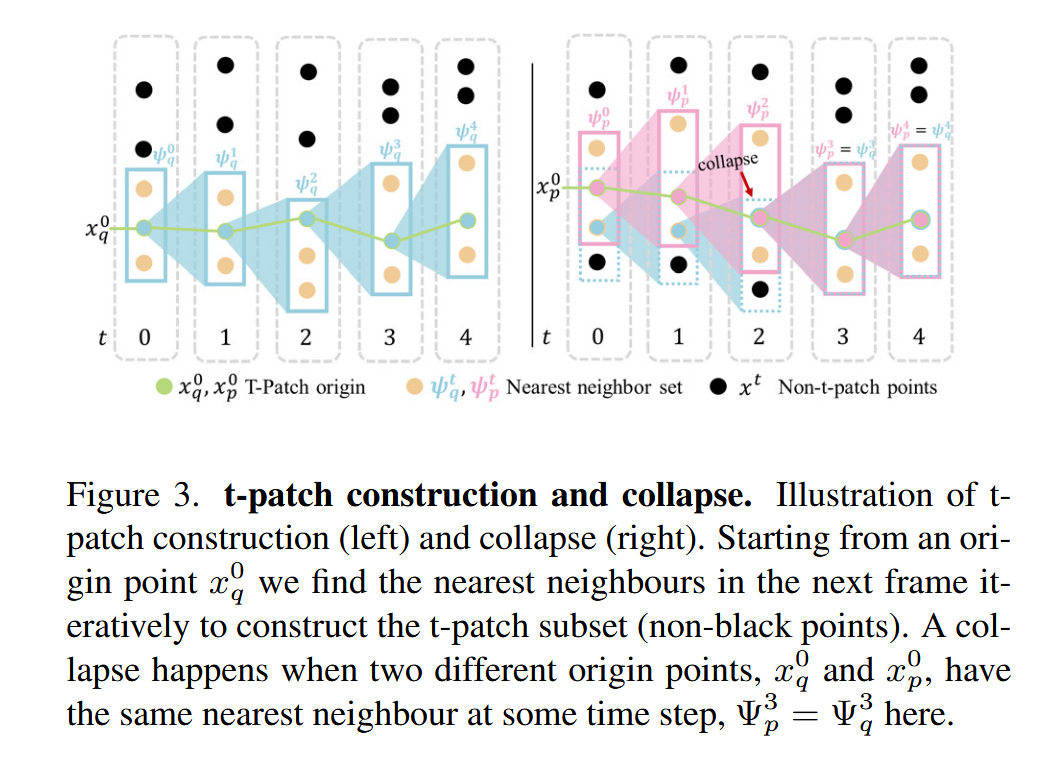 ψ_q^0 ψ_q^1 ψ_q^2 ψ_q^3 ψ_q^4
x_q^0
t 0 1 2 3 4
ψ_p^0 ψ_p^1 ψ_p^2 ψ_p^3 = ψ_q^3 ψ_p^4 = ψ_q^4
collapse
x_p^0
t 0 1 2 3 4
x_q^0, x_p^0 T-Patch origin ψ_q^t, ψ_p^t Nearest neighbor set x^t Non-t-patch points
Figure 3. t-patch construction and collapse. Illustration of t-
patch construction (left) and collapse (right). Starting from an ori-
gin point x_q^0 we find the nearest neighbours in the next frame it-
eratively to construct the t-patch subset (non-black points). A col-
lapse happens when two different origin points, x_q^0 and x_p^0, have
the same nearest neighbour at some time step, Ψ_p^3 = Ψ_q^3 here.